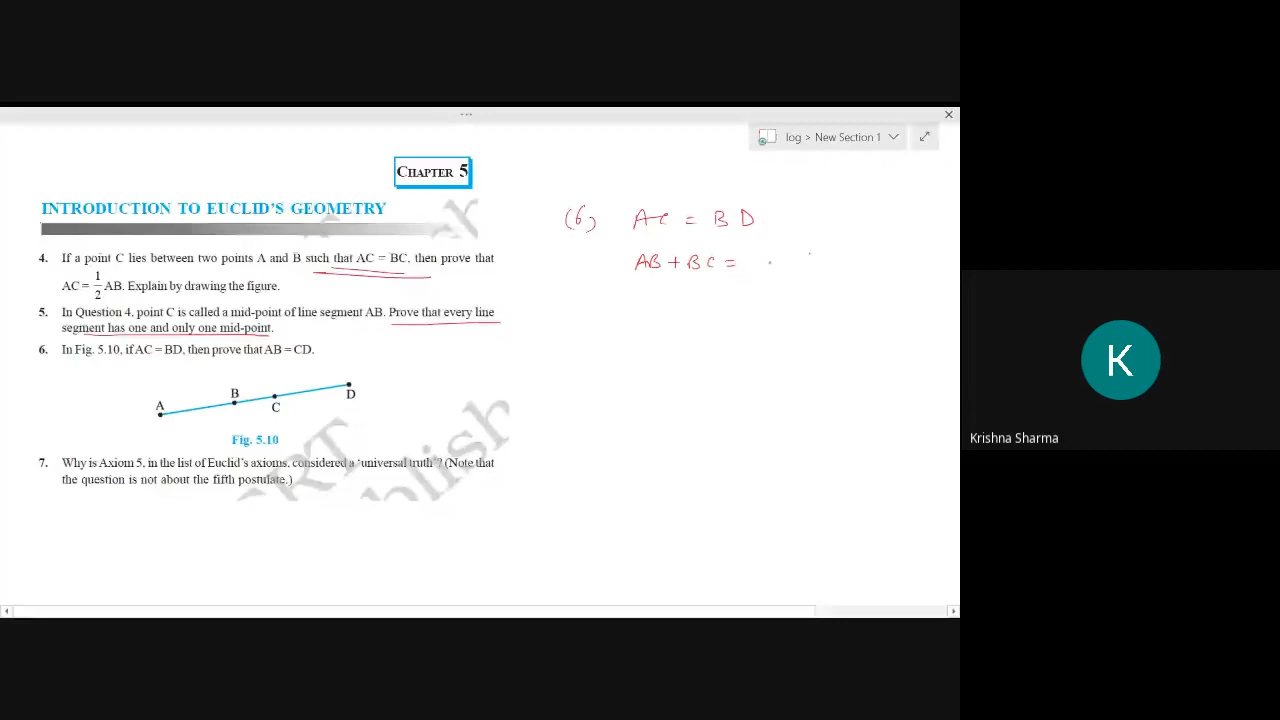 log > New Section 1
CHAPTER 5
INTRODUCTION TO EUCLID'S GEOMETRY
4. If a point C lies between two points A and B such that AC = BC, then prove that
AC = 1/2 AB. Explain by drawing the figure.
5. In Question 4, point C is called a mid-point of line segment AB. Prove that every line
segment has one and only one mid-point.
6. In Fig. 5.10, if AC = BD, then prove that AB = CD.
A B C D
Fig. 5.10
7. Why is Axiom 5, in the list of Euclid's axioms, considered a 'universal truth'? (Note that
the question is not about the fifth postulate.)
(6) AC = BD
AB + BC =
K
Krishna Sharma